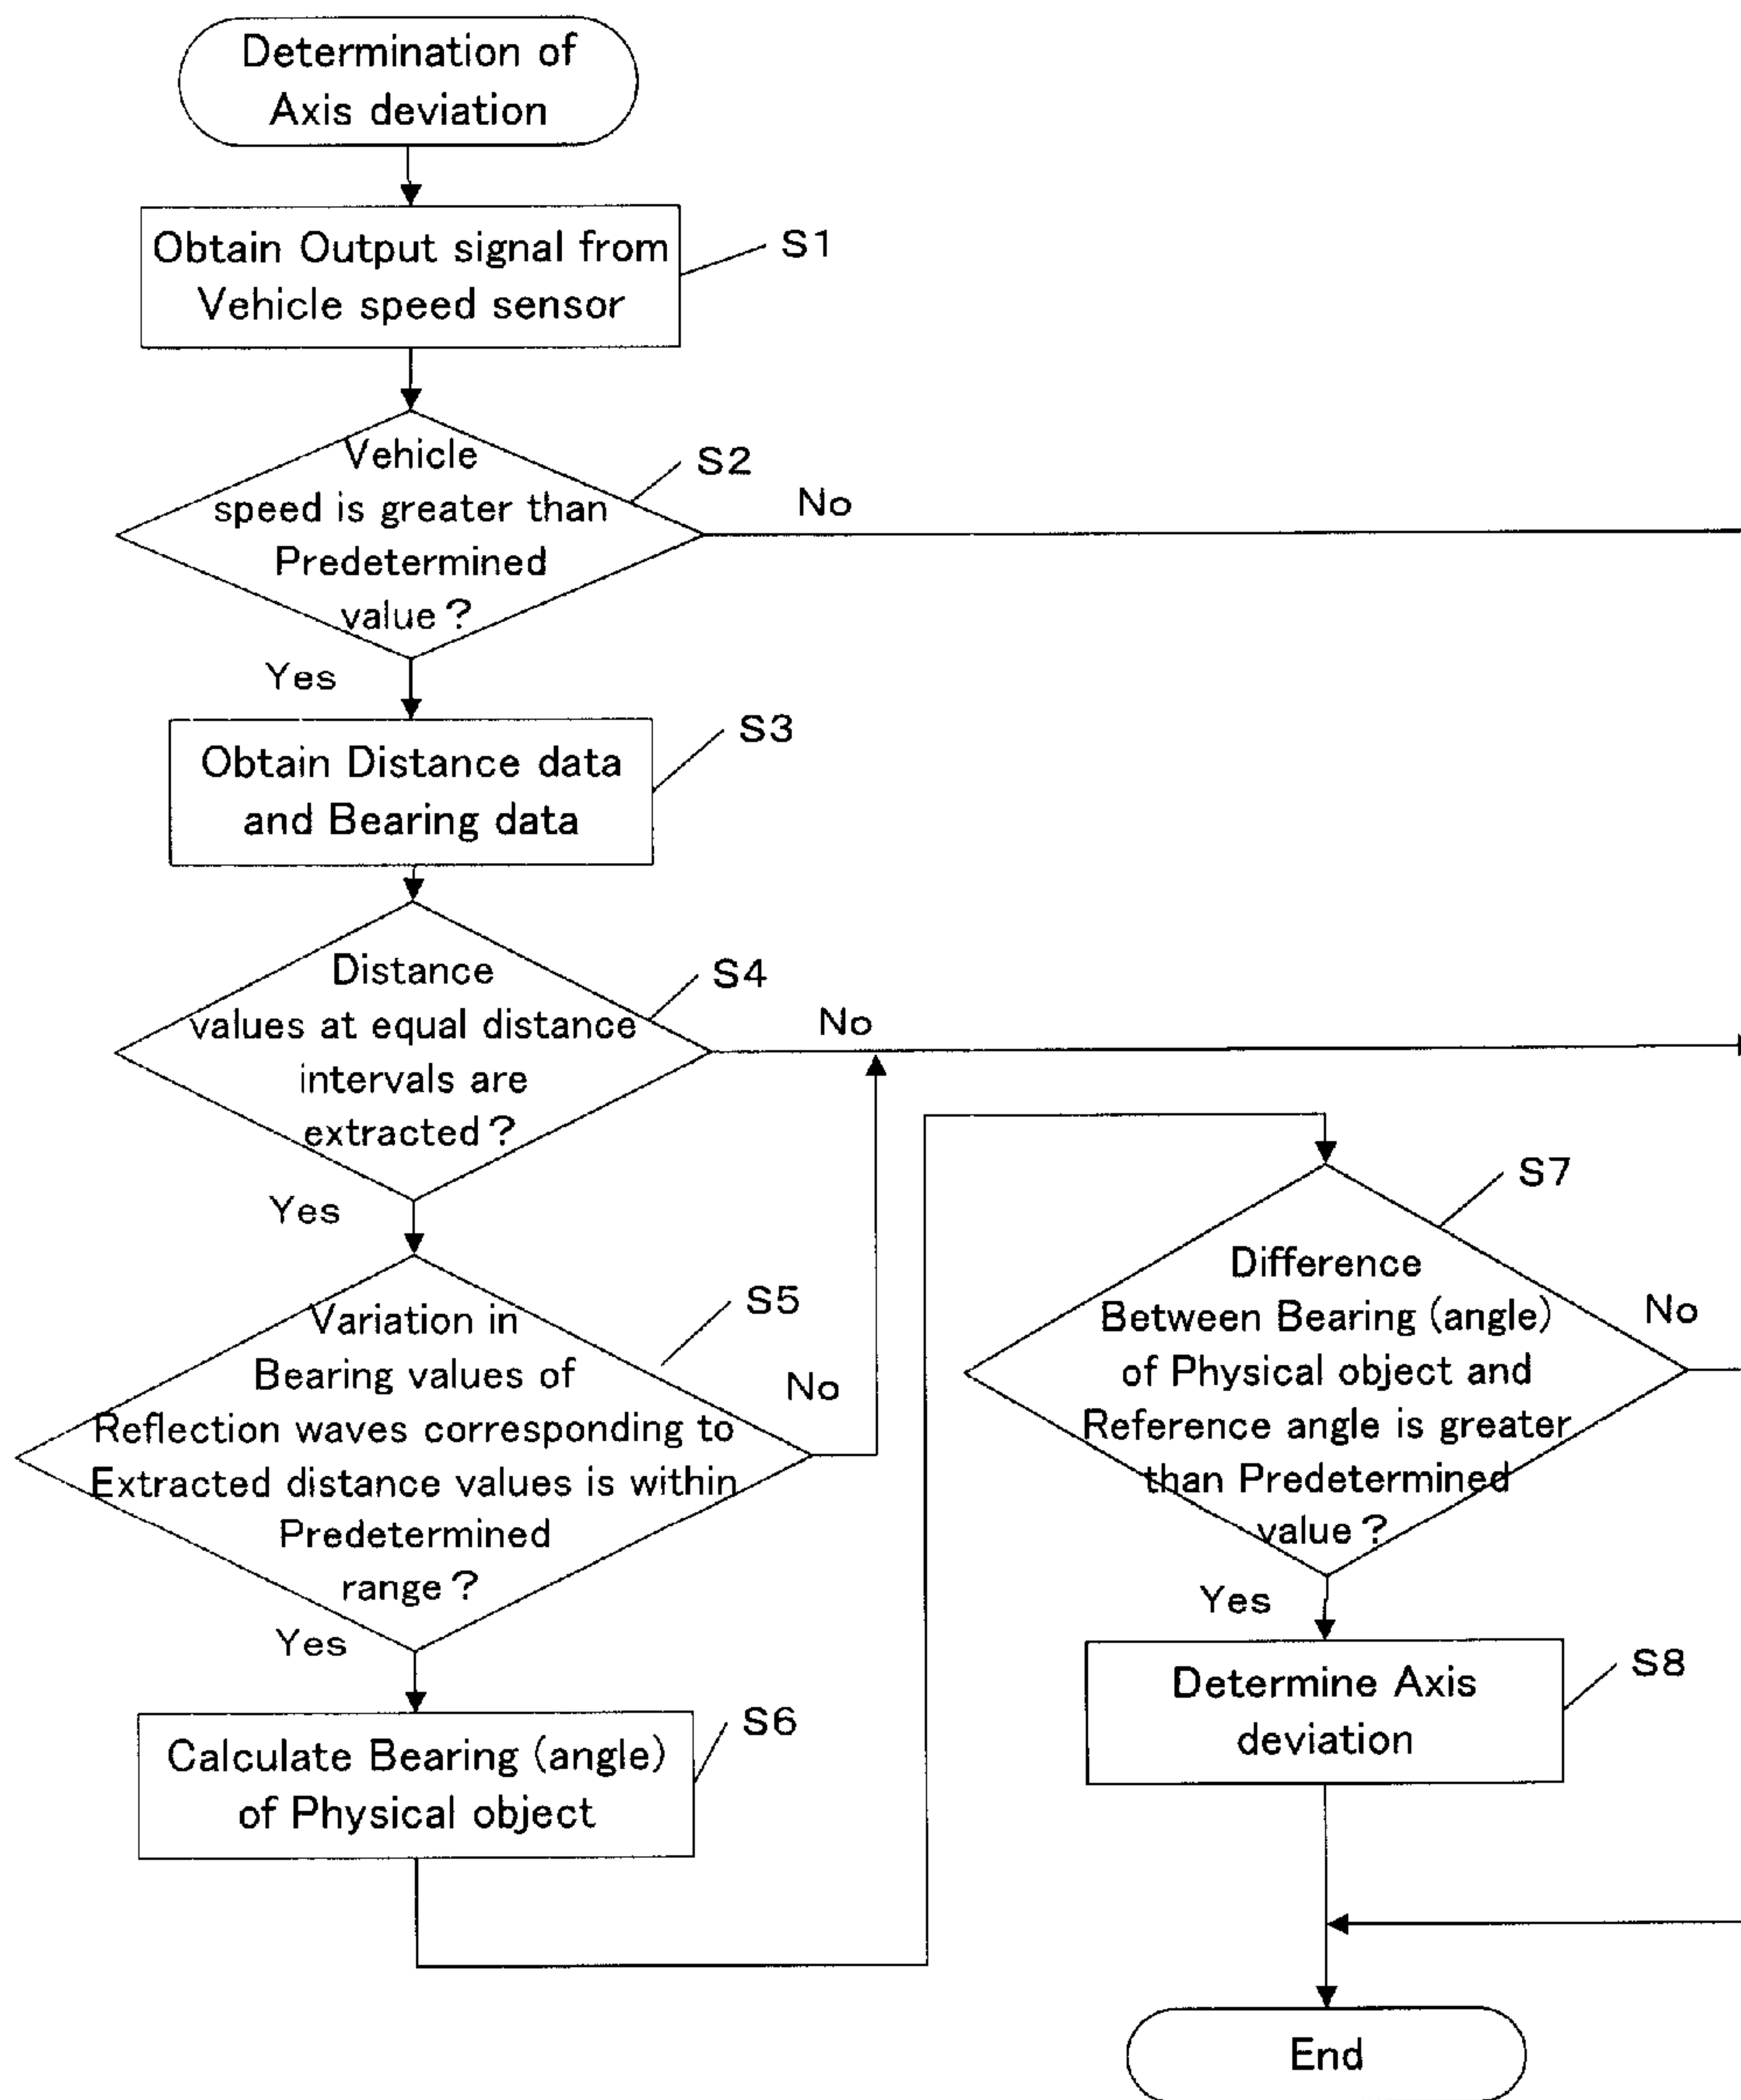 Determination of
Axis deviation
Obtain Output signal from
Vehicle speed sensor
S1
Vehicle
speed is greater than
Predetermined
value?
S2
No
Yes
Obtain Distance data
and Bearing data
S3
Distance
values at equal distance
intervals are
extracted?
S4
No
Yes
Variation in
Bearing values of
Reflection waves corresponding to
Extracted distance values is within
Predetermined
range?
S5
No
Yes
Calculate Bearing (angle)
of Physical object
S6
Difference
Between Bearing (angle)
of Physical object and
Reference angle is greater
than Predetermined
value?
S7
No
Yes
Determine Axis
deviation
S8
End